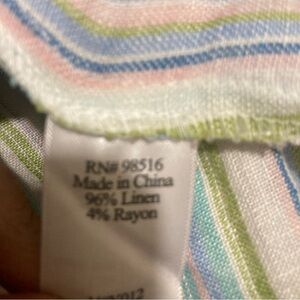 RN# 98516
Made in China
96% Linen
4% Rayon